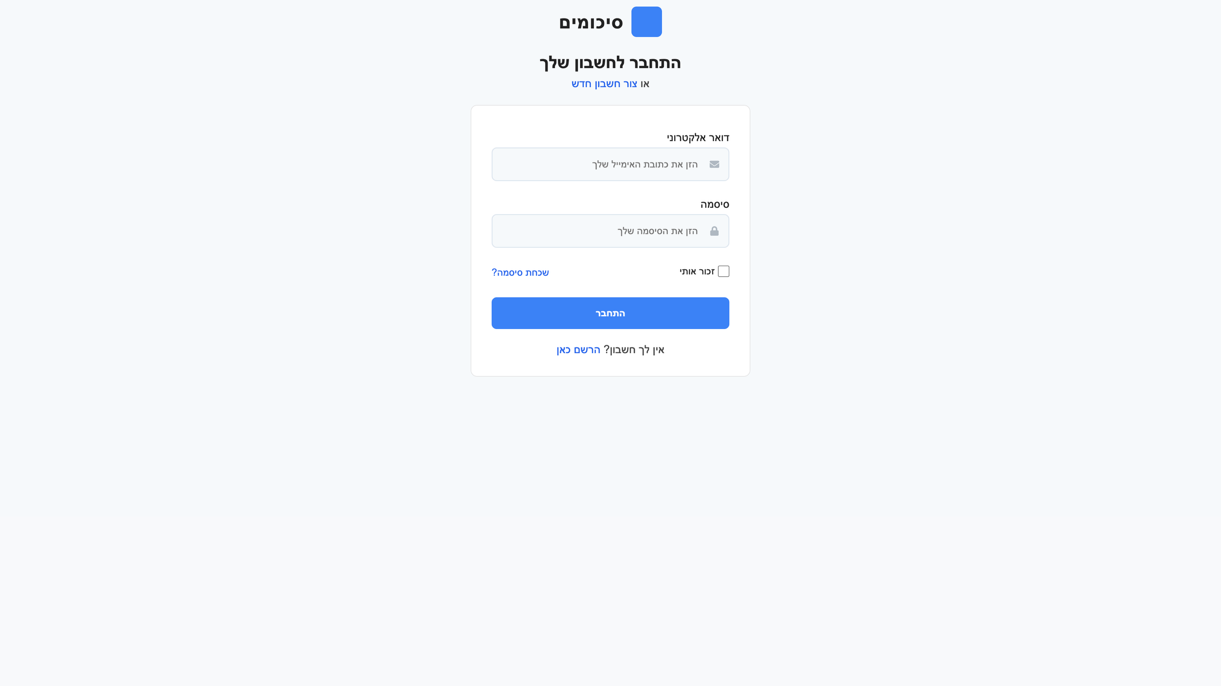 סיכומים
התחבר לחשבון שלך
או צור חשבון חדש
דואר אלקטרוני
הזן את כתובת האימייל שלך
סיסמה
הזן את הסיסמה שלך
זכור אותי
שכחת סיסמה?
התחבר
אין לך חשבון? הרשם כאן